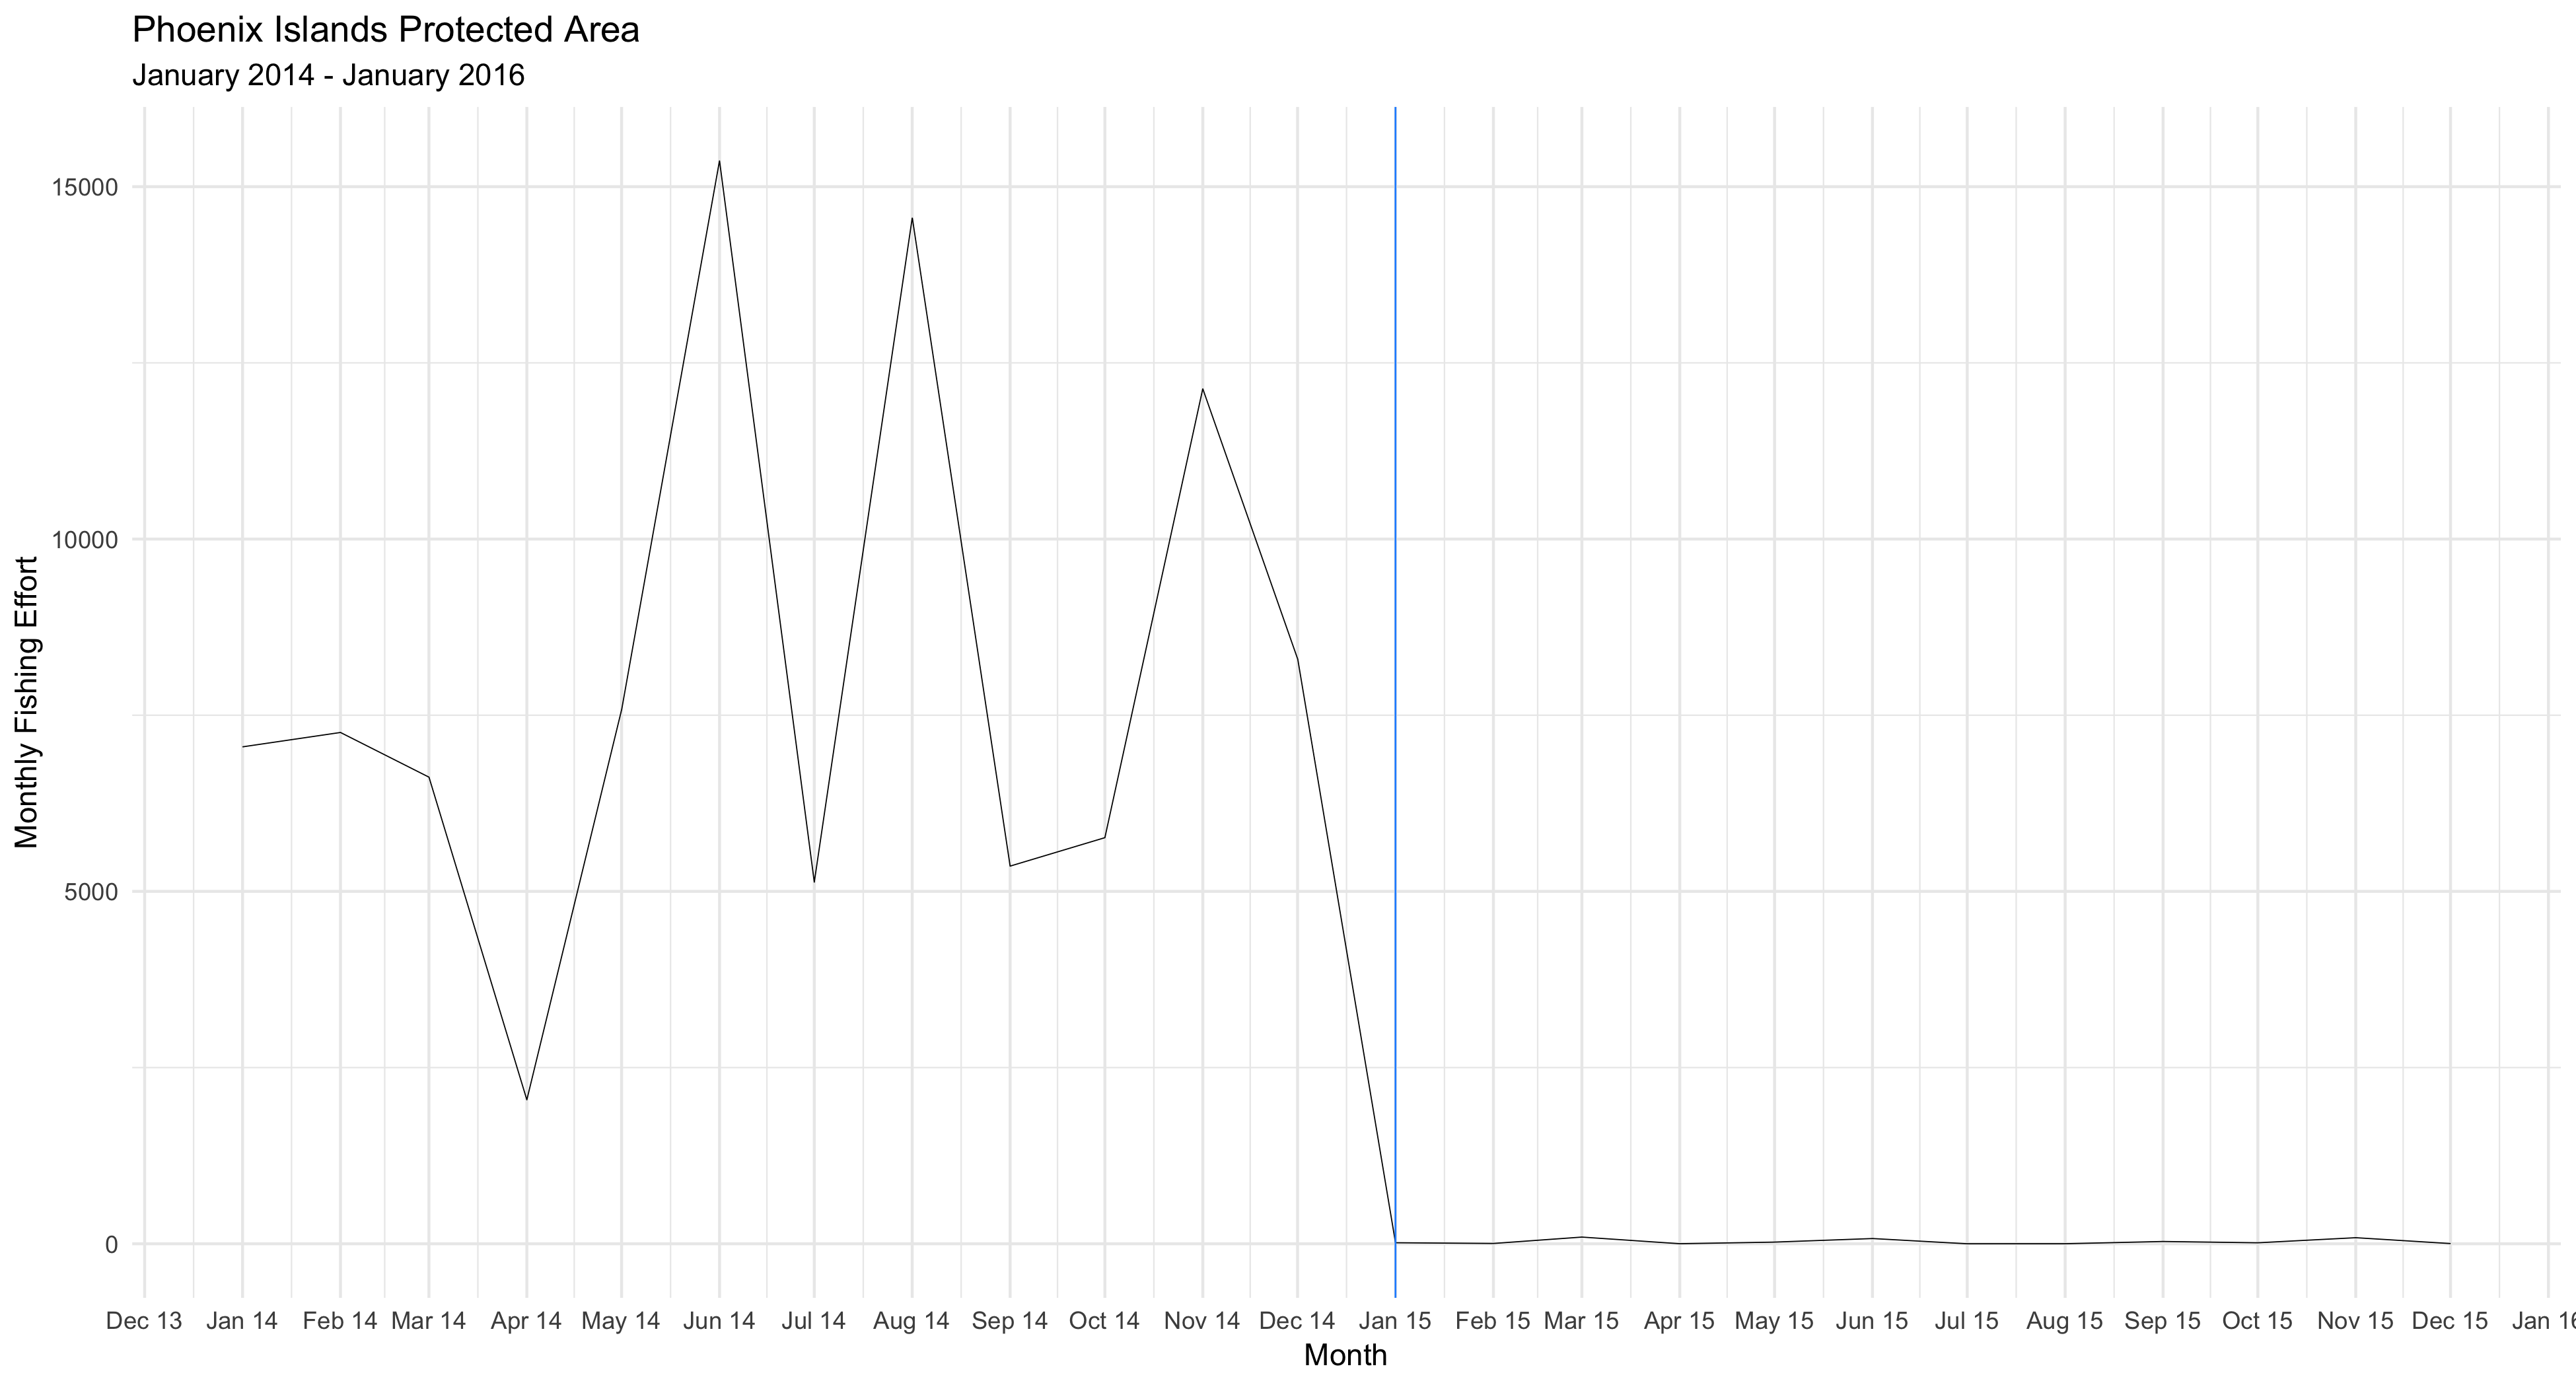 Phoenix Islands Protected Area
January 2014 - January 2016
Monthly Fishing Effort
15000
10000
5000
0
Dec 13 Jan 14 Feb 14 Mar 14 Apr 14 May 14 Jun 14 Jul 14 Aug 14 Sep 14 Oct 14 Nov 14 Dec 14 Jan 15 Feb 15 Mar 15 Apr 15 May 15 Jun 15 Jul 15 Aug 15 Sep 15 Oct 15 Nov 15 Dec 15 Jan 16
Month